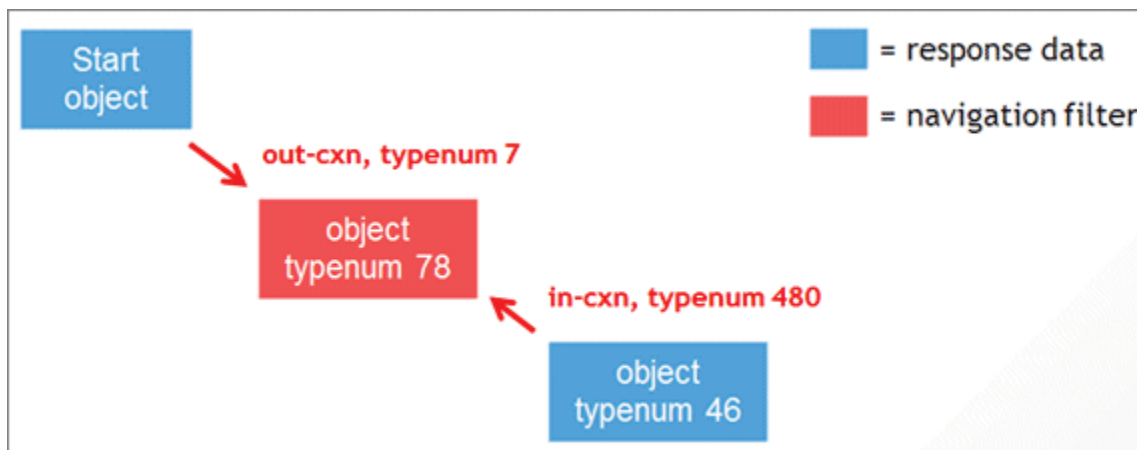 Start
object
= response data
= navigation filter
out-cxn, typenum 7
object
typenum 78
in-cxn, typenum 480
object
typenum 46